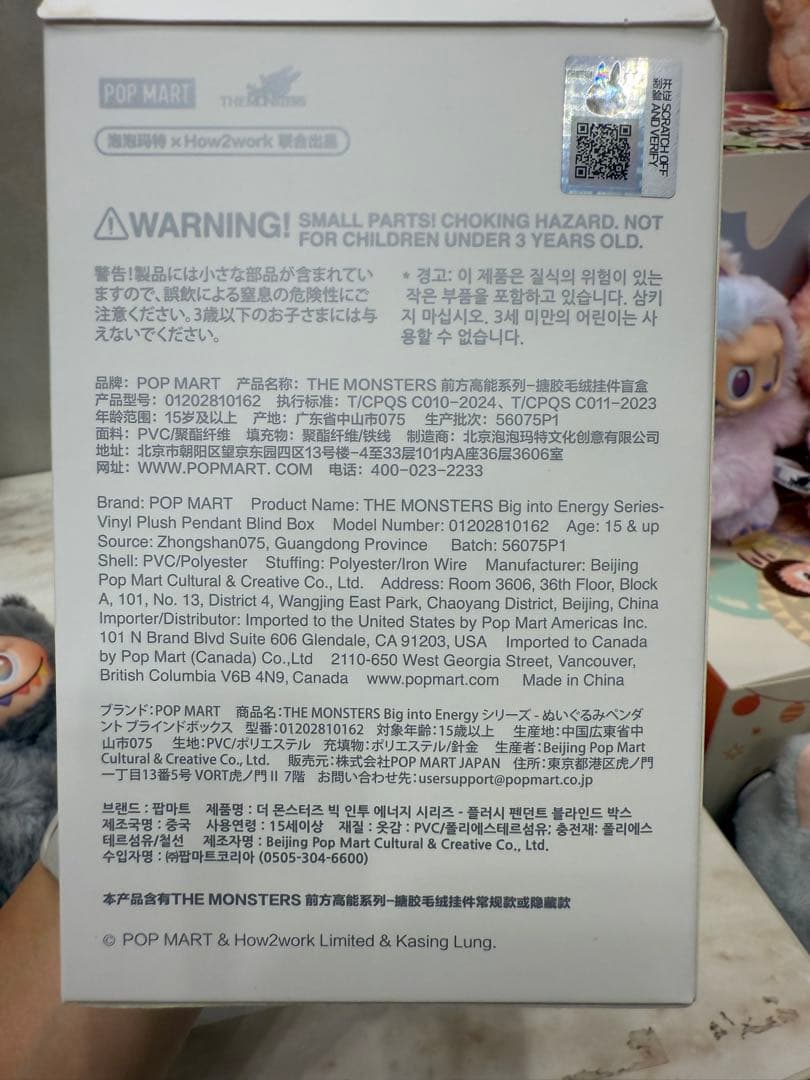 POP MART
THE MONSTERS
泡泡玛特 × How2work 联合出品
开证 SCRATCH OFF
刮验 AND VERIFY
WARNING! SMALL PARTS! CHOKING HAZARD. NOT
FOR CHILDREN UNDER 3 YEARS OLD.
警告!製品には小さな部品が含まれてい
ますので、誤飲による窒息の危険性にご
注意ください。3歳以下のお子さまには与
えないでください。
* 경고: 이 제품은 질식의 위험이 있는
작은 부품을 포함하고 있습니다. 삼키
지 마십시오. 3세 미만의 어린이는 사
용할 수 없습니다.
品牌: POP MART 产品名称: THE MONSTERS 前方高能系列-搪胶毛绒挂件盲盒
产品型号: 01202810162 执行标准: T/CPQS C010-2024、T/CPQS C011-2023
年龄范围: 15岁及以上 产地: 广东省中山市075 生产批次: 56075P1
面料: PVC/聚酯纤维 填充物: 聚酯纤维/铁线 制造商: 北京泡泡玛特文化创意有限公司
地址: 北京市朝阳区望京东园四区13号楼-4至33层101内A座36层3606室
网址: WWW.POPMART.COM 电话: 400-023-2233
Brand: POP MART Product Name: THE MONSTERS Big into Energy Series-
Vinyl Plush Pendant Blind Box Model Number: 01202810162 Age: 15 & up
Source: Zhongshan075, Guangdong Province Batch: 56075P1
Shell: PVC/Polyester Stuffing: Polyester/Iron Wire Manufacturer: Beijing
Pop Mart Cultural & Creative Co., Ltd. Address: Room 3606, 36th Floor, Block
A, 101, No. 13, District 4, Wangjing East Park, Chaoyang District, Beijing, China
Importer/Distributor: Imported to the United States by Pop Mart Americas Inc.
101 N Brand Blvd Suite 606 Glendale, CA 91203, USA Imported to Canada
by Pop Mart (Canada) Co.,Ltd 2110-650 West Georgia Street, Vancouver,
British Columbia V6B 4N9, Canada www.popmart.com Made in China
ブランド:POP MART 商品名:THE MONSTERS Big into Energy シリーズ - ぬいぐるみペンダ
ント ブラインドボックス 型番:01202810162 対象年齢:15歳以上 生産地:中国広東省中
山市075 生地:PVC/ポリエステル 充填物:ポリエステル/針金 生産者:Beijing Pop Mart
Cultural & Creative Co., Ltd. 販売元:株式会社POP MART JAPAN 住所:東京都港区虎ノ門
一丁目13番5号 VORT虎ノ門 II 7階 お問い合わせ先:usersupport@popmart.co.jp
브랜드 : 팝마트 제품명 : 더 몬스터즈 빅 인투 에너지 시리즈 - 플러시 펜던트 블라인드 박스
제조국명 : 중국 사용연령 : 15세이상 재질 : 옷감 : PVC/폴리에스테르섬유; 충전재: 폴리에스
테르섬유/철선 제조자명 : Beijing Pop Mart Cultural & Creative Co., Ltd.
수입자명 : ㈜팝마트코리아 (0505-304-6600)
本产品含有THE MONSTERS 前方高能系列-搪胶毛绒挂件常规款或隐藏款
© POP MART & How2work Limited & Kasing Lung.